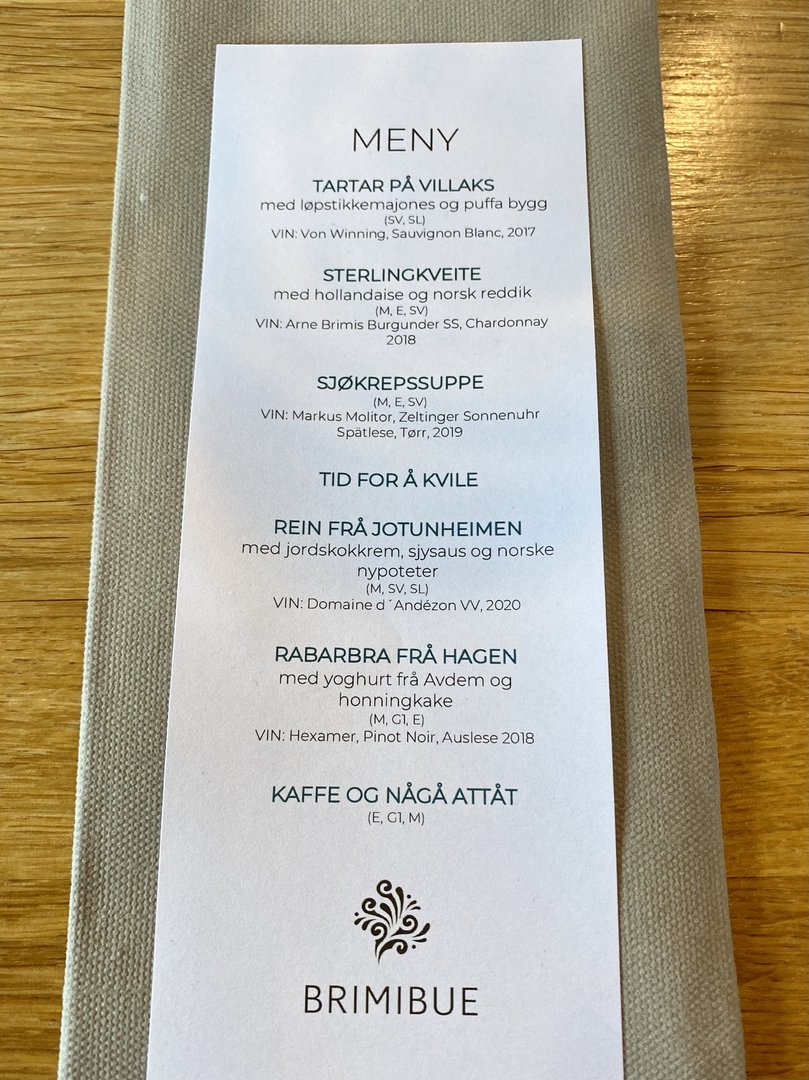 MENY
TARTAR PÅ VILLAKS
med løpstikkemajones og puffa bygg
(SV, SL)
VIN: Von Winning, Sauvignon Blanc, 2017
STERLINGKVEITE
med hollandaise og norsk reddik
(M, E, SV)
VIN: Arne Brimis Burgunder SS, Chardonnay
2018
SJØKREPSSUPPE
(M, E, SV)
VIN: Markus Molitor, Zeltinger Sonnenuhr
Spätlese, Tørr, 2019
TID FOR Å KVILE
REIN FRÅ JOTUNHEIMEN
med jordskokkrem, sjysaus og norske
nypoteter
(M, SV, SL)
VIN: Domaine d´Andézon VV, 2020
RABARBRA FRÅ HAGEN
med yoghurt frå Avdem og
honningkake
(M, G1, E)
VIN: Hexamer, Pinot Noir, Auslese 2018
KAFFE OG NÅGÅ ATTÅT
(E, G1, M)
BRIMIBUE